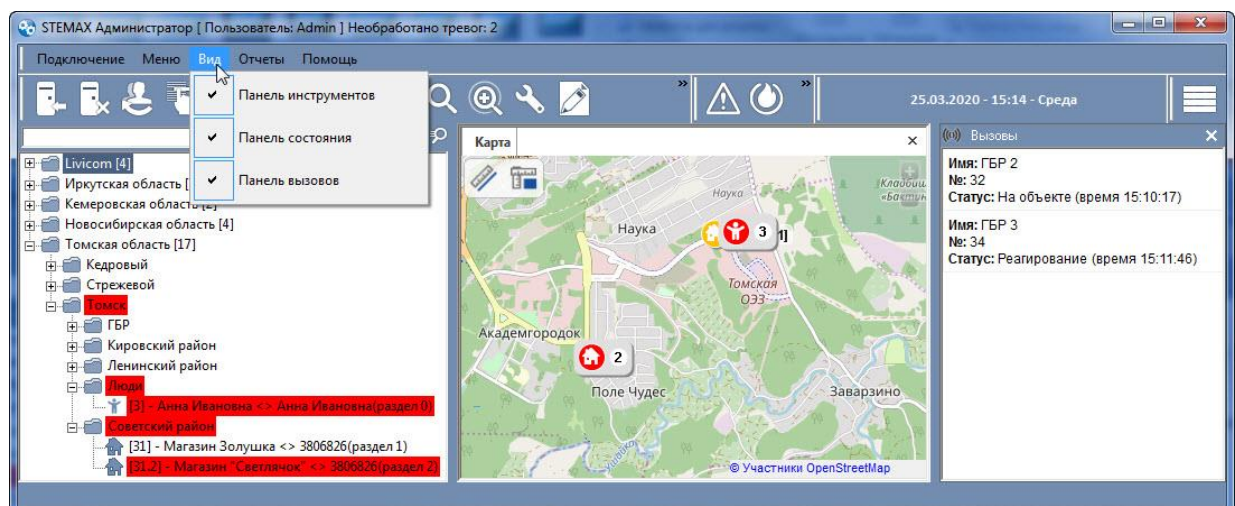 STEMAX Администратор [ Пользователь: Admin ] Необработано тревог: 2
Подключение Меню Вид Отчеты Помощь
Панель инструментов
Панель состояния
Панель вызовов
» »
25.03.2020 - 15:14 - Среда
Livicom [4]
Иркутская область [
Кемеровская область [2]
Новосибирская область [4]
Томская область [17]
Кедровый
Стрежевой
Томск
ГБР
Кировский район
Ленинский район
Люди
[3] - Анна Ивановна <> Анна Ивановна(раздел 0)
Советский район
[31] - Магазин Золушка <> 3806826(раздел 1)
[31.2] - Магазин "Светлячок" <> 3806826(раздел 2)
Карта
Наука
Наука
3
1]
Томская
ОЭЗ
Академгородок
2
Поле Чудес
Заварзино
© Участники OpenStreetMap
Вызовы
Имя: ГБР 2
№: 32
Статус: На объекте (время 15:10:17)
Имя: ГБР 3
№: 34
Статус: Реагирование (время 15:11:46)